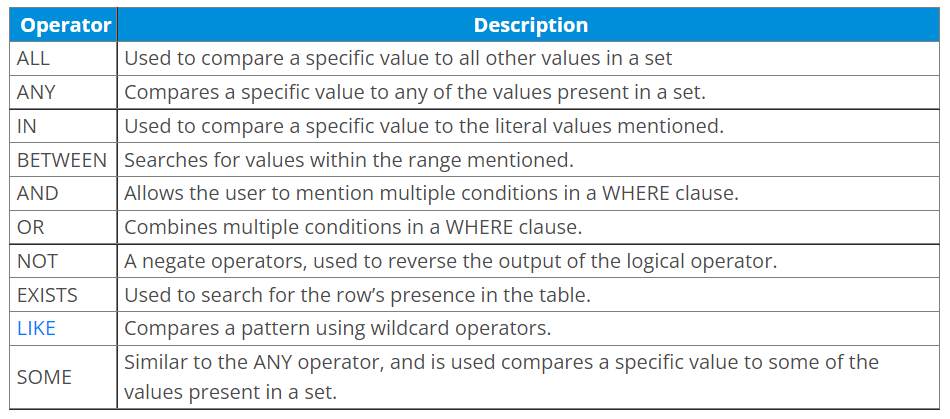 Operator Description
ALL Used to compare a specific value to all other values in a set
ANY Compares a specific value to any of the values present in a set.
IN Used to compare a specific value to the literal values mentioned.
BETWEEN Searches for values within the range mentioned.
AND Allows the user to mention multiple conditions in a WHERE clause.
OR Combines multiple conditions in a WHERE clause.
NOT A negate operators, used to reverse the output of the logical operator.
EXISTS Used to search for the row’s presence in the table.
LIKE Compares a pattern using wildcard operators.
SOME Similar to the ANY operator, and is used compares a specific value to some of the
values present in a set.